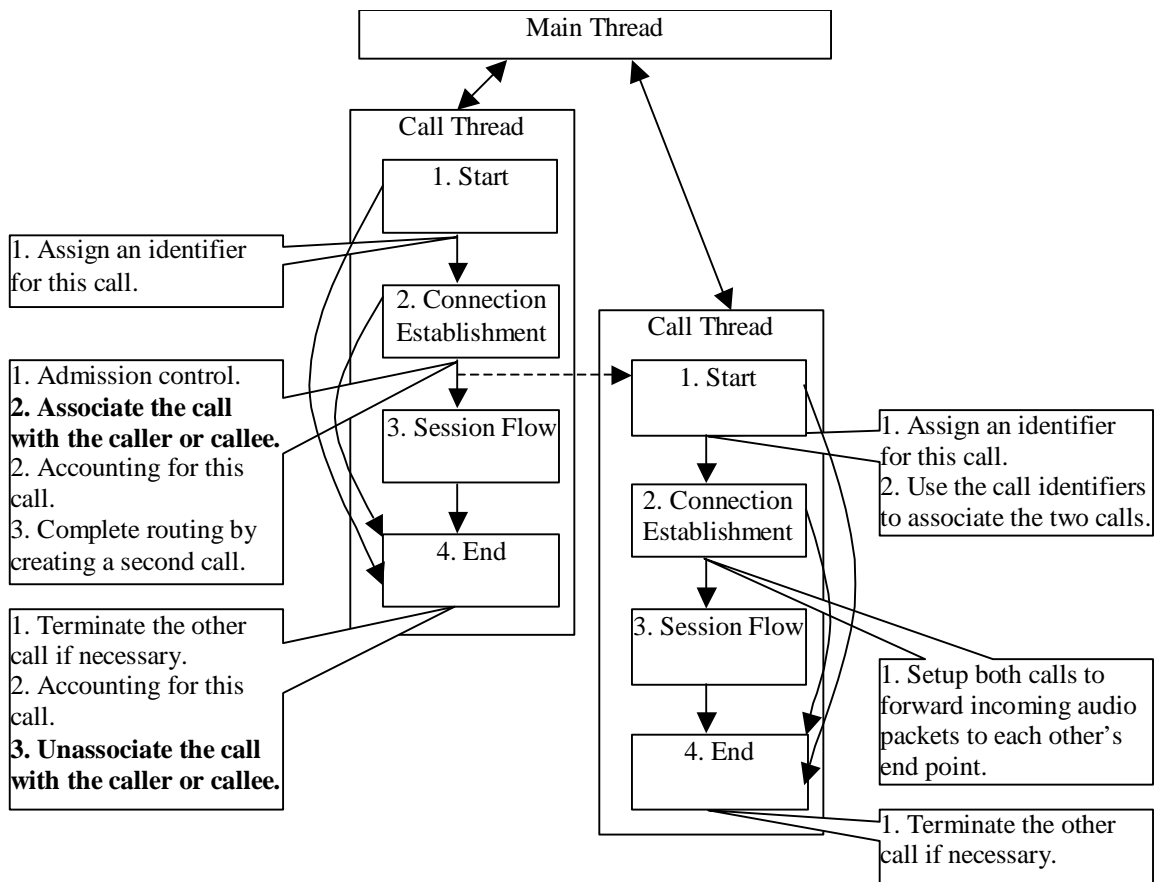 Main Thread
Call Thread
1. Start
1. Assign an identifier
for this call.
2. Connection
Establishment
1. Admission control.
2. Associate the call
with the caller or callee.
2. Accounting for this
call.
3. Complete routing by
creating a second call.
3. Session Flow
4. End
1. Terminate the other
call if necessary.
2. Accounting for this
call.
3. Unassociate the call
with the caller or callee.
Call Thread
1. Start
1. Assign an identifier
for this call.
2. Use the call identifiers
to associate the two calls.
2. Connection
Establishment
3. Session Flow
1. Setup both calls to
forward incoming audio
packets to each other’s
end point.
4. End
1. Terminate the other
call if necessary.